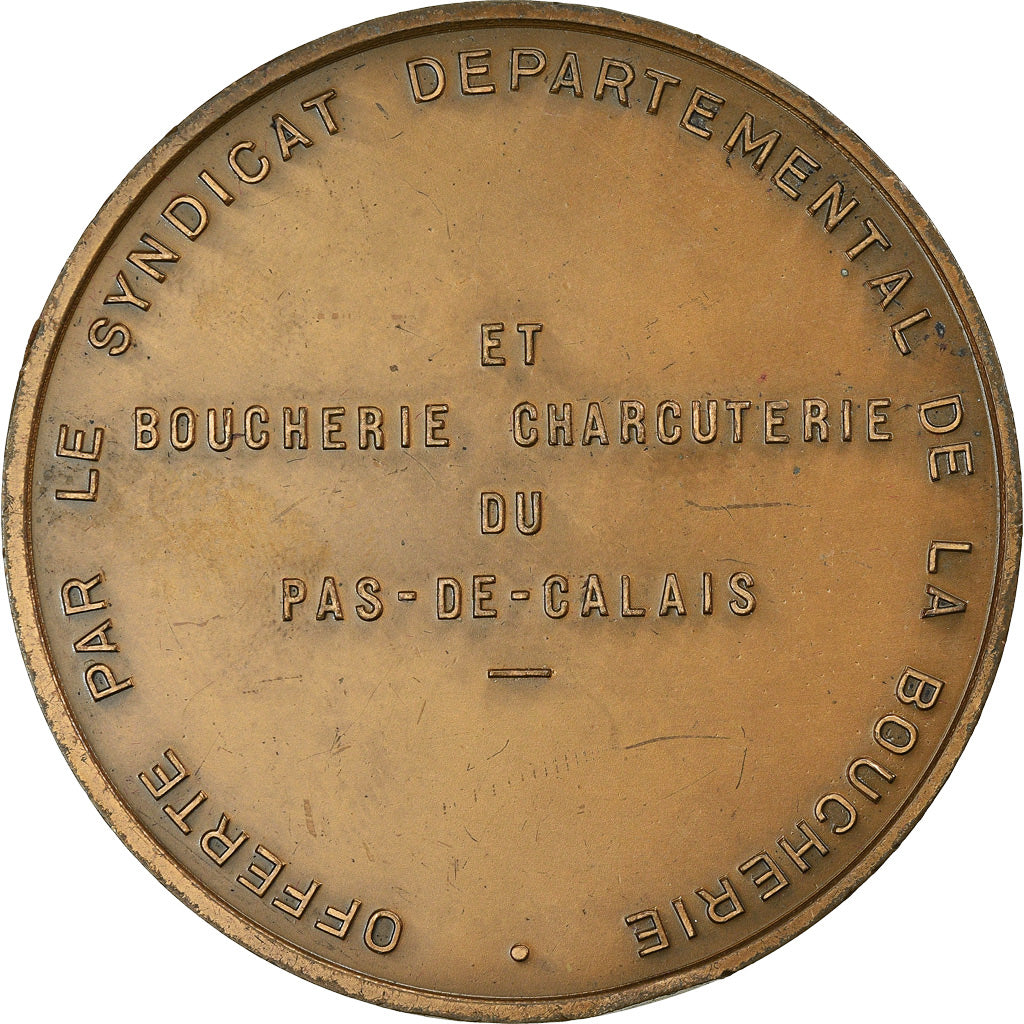 OFFERTE PAR LE SYNDICAT DEPARTEMENTAL DE LA BOUCHERIE
ET
BOUCHERIE CHARCUTERIE
DU
PAS-DE-CALAIS